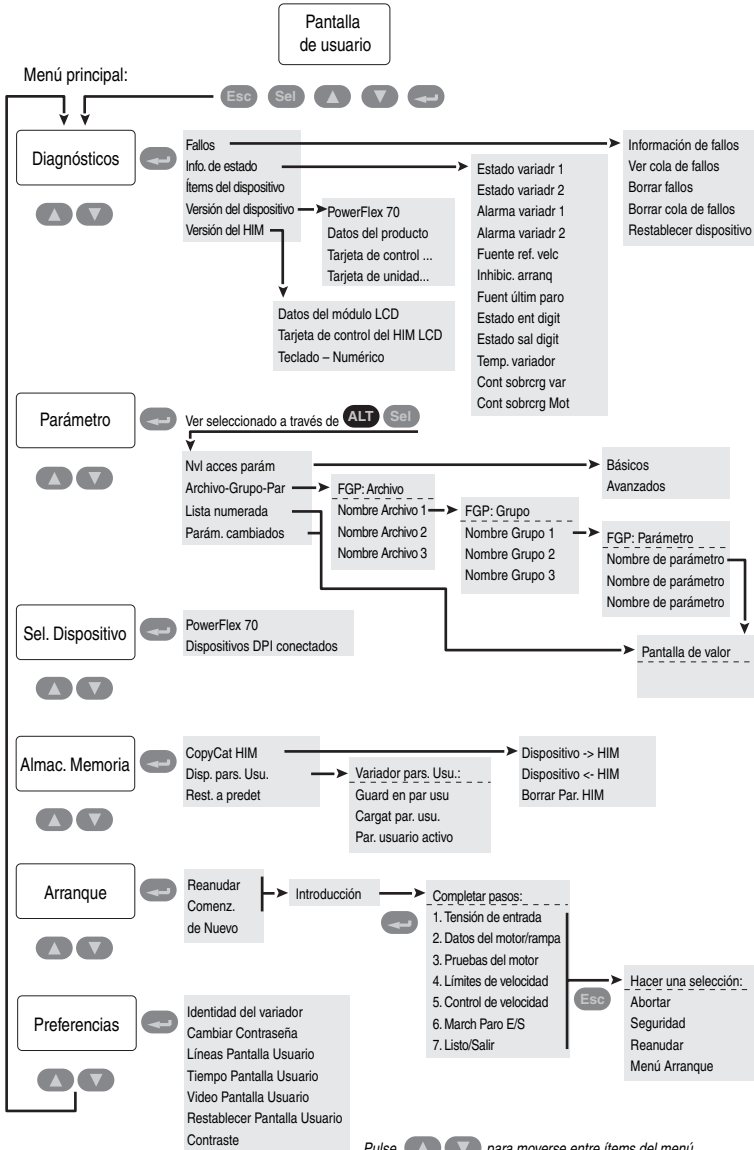 Pantalla
de usuario
Menú principal:
Esc Sel
Diagnósticos
Fallos
Info. de estado
Ítems del dispositivo
Versión del dispositivo
Versión del HIM
PowerFlex 70
Datos del producto
Tarjeta de control ...
Tarjeta de unidad...
Datos del módulo LCD
Tarjeta de control del HIM LCD
Teclado – Numérico
Estado variadr 1
Estado variadr 2
Alarma variadr 1
Alarma variadr 2
Fuente ref. velc
Inhibic. arranq
Fuent últim paro
Estado ent digit
Estado sal digit
Temp. variador
Cont sobrcrg var
Cont sobrcrg Mot
Información de fallos
Ver cola de fallos
Borrar fallos
Borrar cola de fallos
Restablecer dispositivo
Parámetro
Ver seleccionado a través de ALT Sel
Nvl acces parám
Archivo-Grupo-Par
Lista numerada
Parám. cambiados
FGP: Archivo
Nombre Archivo 1
Nombre Archivo 2
Nombre Archivo 3
FGP: Grupo
Nombre Grupo 1
Nombre Grupo 2
Nombre Grupo 3
Básicos
Avanzados
FGP: Parámetro
Nombre de parámetro
Nombre de parámetro
Nombre de parámetro
Pantalla de valor
Sel. Dispositivo
PowerFlex 70
Dispositivos DPI conectados
Almac. Memoria
CopyCat HIM
Disp. pars. Usu.
Rest. a predet
Variador pars. Usu.:
Guard en par usu
Cargat par. usu.
Par. usuario activo
Dispositivo -> HIM
Dispositivo <- HIM
Borrar Par. HIM
Arranque
Reanudar
Comenz.
de Nuevo
Introducción
Completar pasos:
1. Tensión de entrada
2. Datos del motor/rampa
3. Pruebas del motor
4. Límites de velocidad
5. Control de velocidad
6. March Paro E/S
7. Listo/Salir
Esc
Hacer una selección:
Abortar
Seguridad
Reanudar
Menú Arranque
Preferencias
Identidad del variador
Cambiar Contraseña
Líneas Pantalla Usuario
Tiempo Pantalla Usuario
Video Pantalla Usuario
Restablecer Pantalla Usuario
Contraste
Pulse para moverse entre ítems del menú